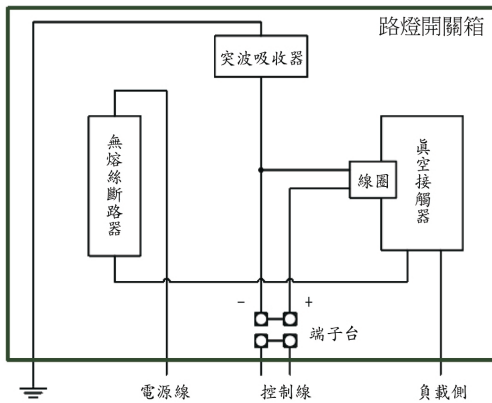 路燈開關箱
突波吸收器
無熔絲斷路器
線圈
真空接觸器
- +
端子台
電源線
控制線
負載側